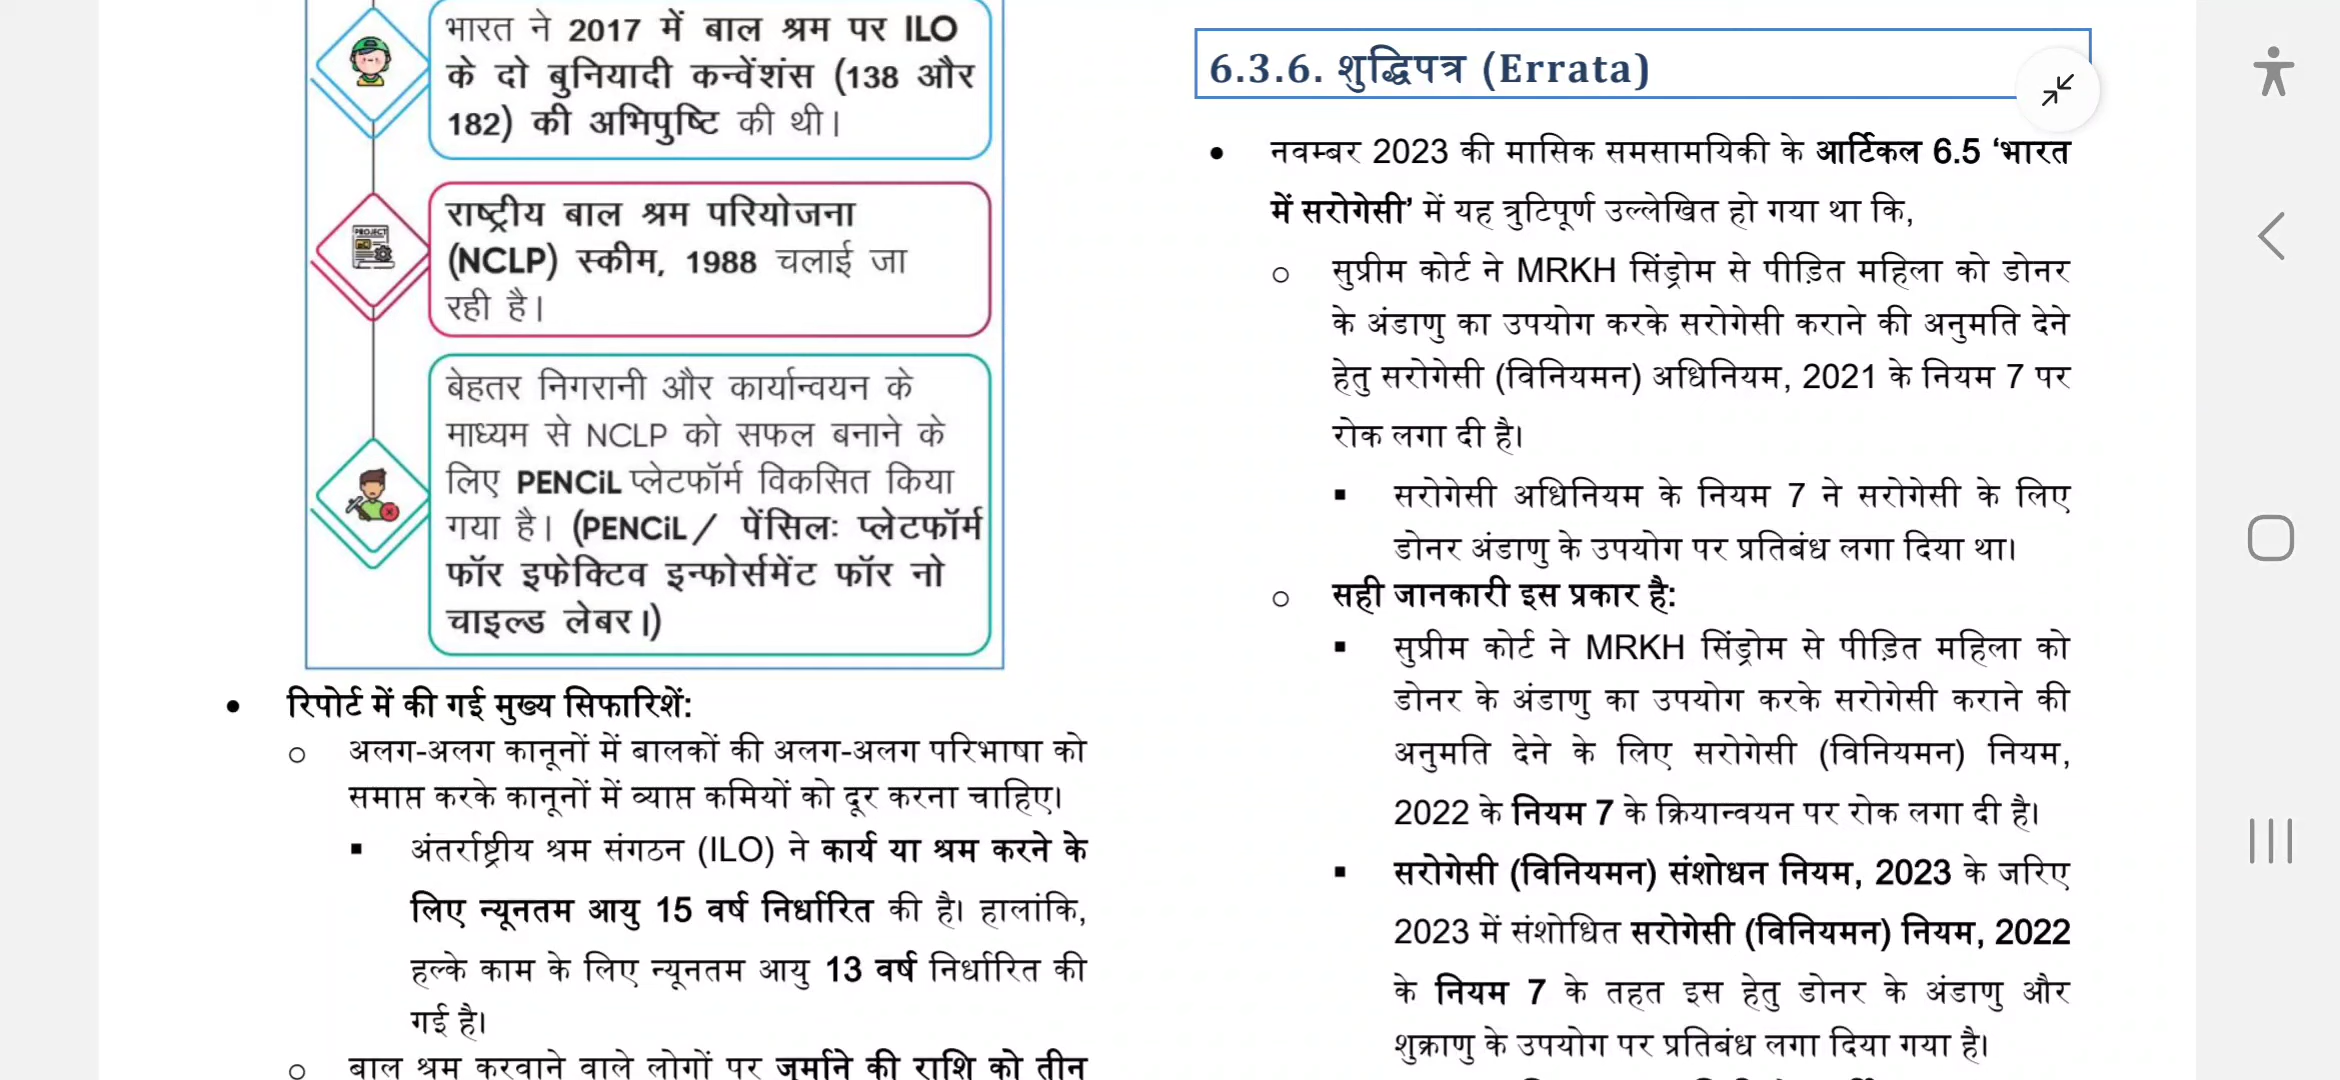 भारत ने 2017 में बाल श्रम पर ILO
के दो बुनियादी कन्वेंशंस (138 और
182) की अभिपुष्टि की थी।
PROJECT
राष्ट्रीय बाल श्रम परियोजना
(NCLP) स्कीम, 1988 चलाई जा
रही है।
बेहतर निगरानी और कार्यान्वयन के
माध्यम से NCLP को सफल बनाने के
लिए PENCiL प्लेटफॉर्म विकसित किया
गया है। (PENCiL / पेंसिलः प्लेटफॉर्म
फॉर इफेक्टिव इन्फोर्समेंट फॉर नो
चाइल्ड लेबर।)
• रिपोर्ट में की गई मुख्य सिफारिशें:
○ अलग-अलग कानूनों में बालकों की अलग-अलग परिभाषा को
समाप्त करके कानूनों में व्याप्त कमियों को दूर करना चाहिए।
▪ अंतर्राष्ट्रीय श्रम संगठन (ILO) ने कार्य या श्रम करने के
लिए न्यूनतम आयु 15 वर्ष निर्धारित की है। हालांकि,
हल्के काम के लिए न्यूनतम आयु 13 वर्ष निर्धारित की
गई है।
○ बाल श्रम करवाने वाले लोगों पर जुर्माने की राशि को तीन
6.3.6. शुद्धिपत्र (Errata)
• नवम्बर 2023 की मासिक समसामयिकी के आर्टिकल 6.5 ‘भारत
में सरोगेसी’ में यह त्रुटिपूर्ण उल्लेखित हो गया था कि,
○ सुप्रीम कोर्ट ने MRKH सिंड्रोम से पीड़ित महिला को डोनर
के अंडाणु का उपयोग करके सरोगेसी कराने की अनुमति देने
हेतु सरोगेसी (विनियमन) अधिनियम, 2021 के नियम 7 पर
रोक लगा दी है।
▪ सरोगेसी अधिनियम के नियम 7 ने सरोगेसी के लिए
डोनर अंडाणु के उपयोग पर प्रतिबंध लगा दिया था।
○ सही जानकारी इस प्रकार है:
▪ सुप्रीम कोर्ट ने MRKH सिंड्रोम से पीड़ित महिला को
डोनर के अंडाणु का उपयोग करके सरोगेसी कराने की
अनुमति देने के लिए सरोगेसी (विनियमन) नियम,
2022 के नियम 7 के क्रियान्वयन पर रोक लगा दी है।
▪ सरोगेसी (विनियमन) संशोधन नियम, 2023 के जरिए
2023 में संशोधित सरोगेसी (विनियमन) नियम, 2022
के नियम 7 के तहत इस हेतु डोनर के अंडाणु और
शुक्राणु के उपयोग पर प्रतिबंध लगा दिया गया है।